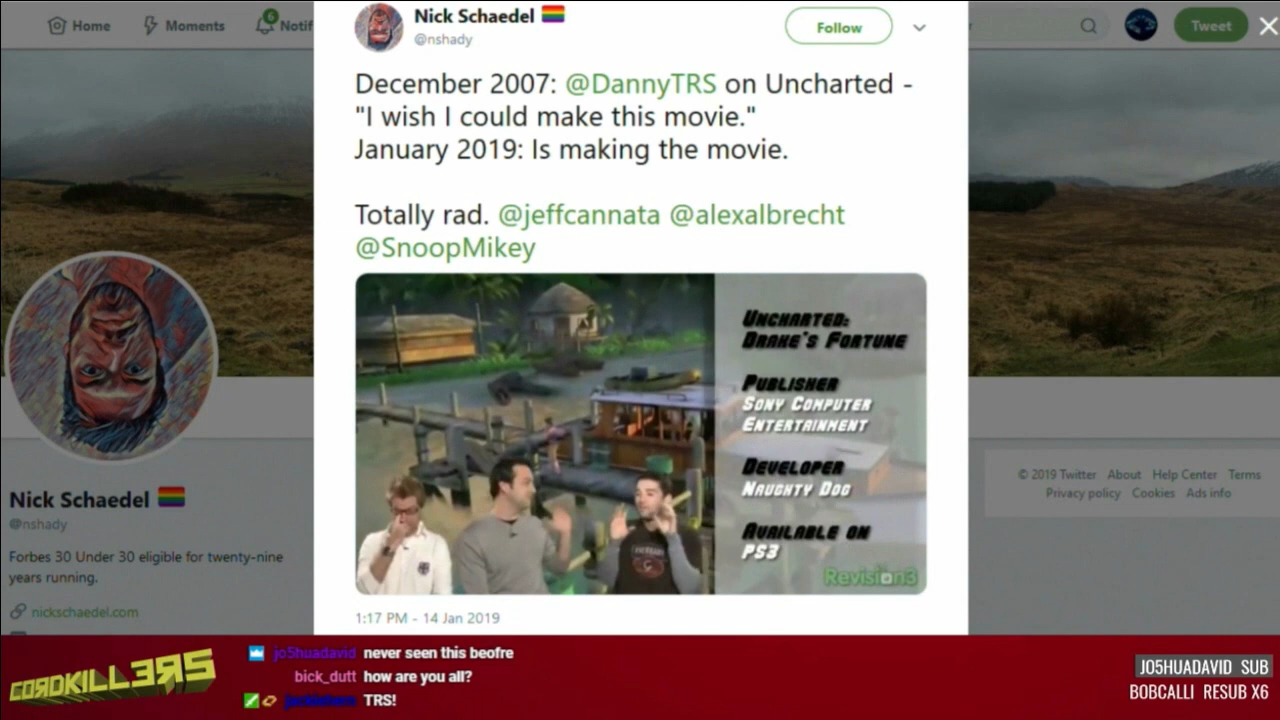 Home
Moments
6
Notif
Tweet
Nick Schaedel
@nshady
Follow
December 2007: @DannyTRS on Uncharted -
"I wish I could make this movie."
January 2019: Is making the movie.
Totally rad. @jeffcannata @alexalbrecht
@SnoopMikey
UNCHARTED:
DRAKE'S FORTUNE
PUBLISHER
SONY COMPUTER
ENTERTAINMENT
DEVELOPER
NAUGHTY DOG
AVAILABLE ON
PS3
Revision3
1:17 PM - 14 Jan 2019
Nick Schaedel
@nshady
Forbes 30 Under 30 eligible for twenty-nine
years running.
nickschaedel.com
© 2019 Twitter About Help Center Terms
Privacy policy Cookies Ads info
CORDKILLERS
jo5huadavid never seen this beofre
bick_dutt how are you all?
TRS!
JO5HUADAVID SUB
BOBCALLI RESUB X6